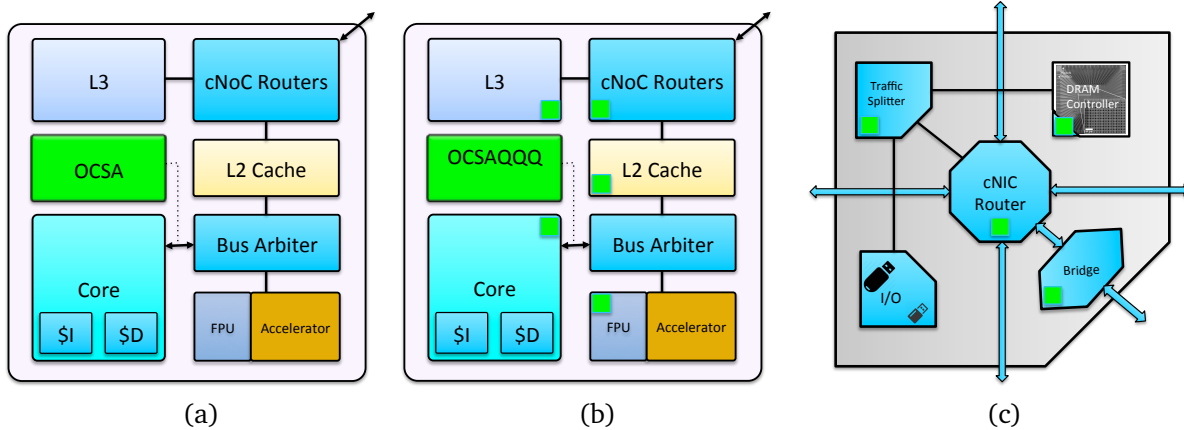 L3
cNoC Routers
OCSA
L2 Cache
Bus Arbiter
Core
$I
$D
FPU
Accelerator
(a)
L3
cNoC Routers
OCSAQQQ
L2 Cache
Bus Arbiter
Core
$I
$D
FPU
Accelerator
(b)
Traffic
Splitter
DRAM
Controller
cNIC
Router
I/O
Bridge
(c)